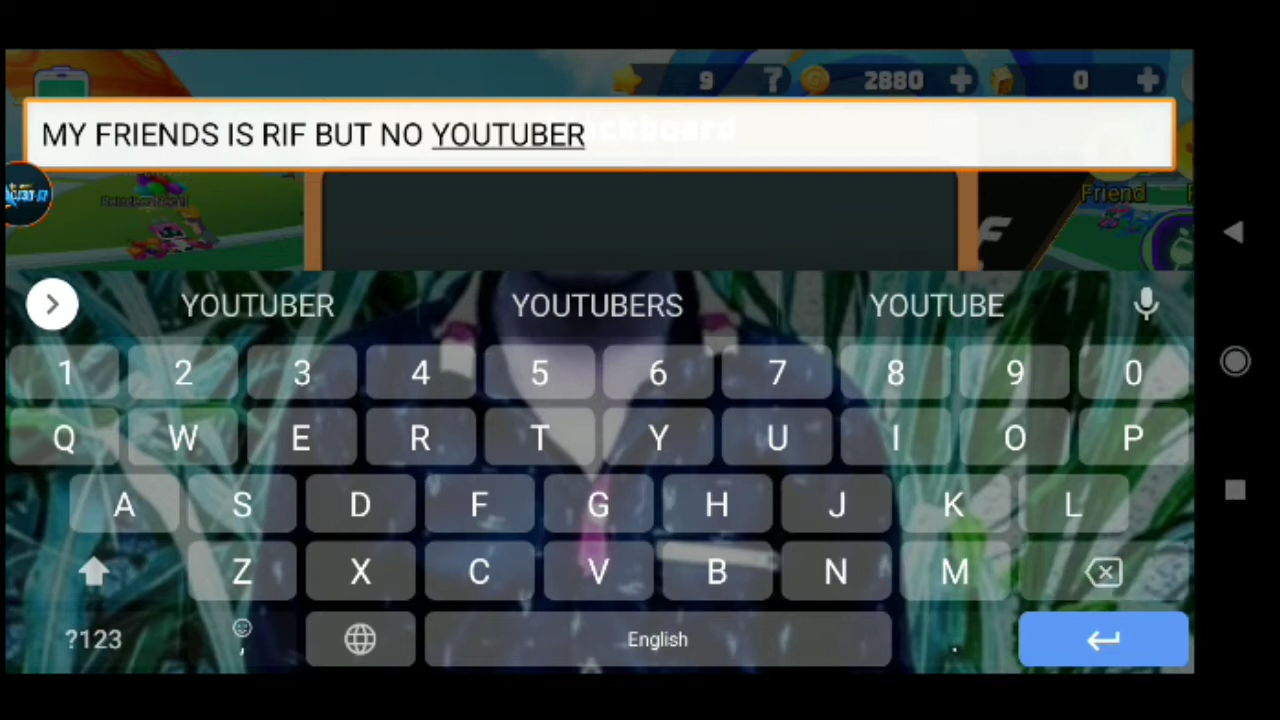 9 ? 2880 + 0 +
MY FRIENDS IS RIF BUT NO YOUTUBER
Friend
YOUTUBER YOUTUBERS YOUTUBE
1 2 3 4 5 6 7 8 9 0
Q W E R T Y U I O P
A S D F G H J K L
Z X C V B N M
?123 , English .